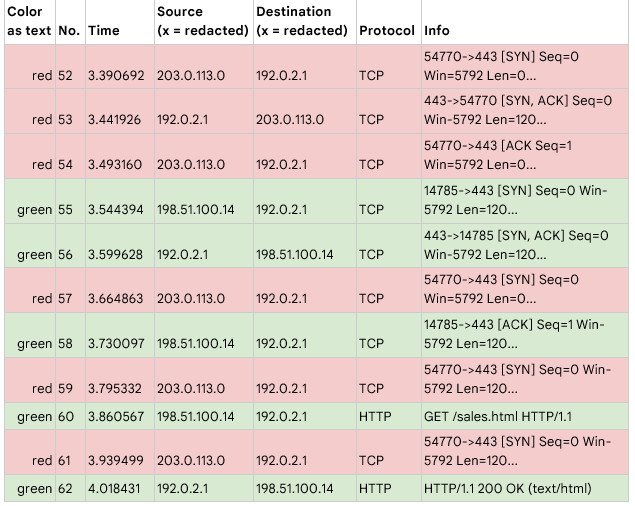 Color as text No. Time Source (x = redacted) Destination (x = redacted) Protocol Info
red 52 3.390692 203.0.113.0 192.0.2.1 TCP 54770->443 [SYN] Seq=0 Win=5792 Len=0...
red 53 3.441926 192.0.2.1 203.0.113.0 TCP 443->54770 [SYN, ACK] Seq=0 Win-5792 Len=120...
red 54 3.493160 203.0.113.0 192.0.2.1 TCP 54770->443 [ACK Seq=1 Win=5792 Len=0...
green 55 3.544394 198.51.100.14 192.0.2.1 TCP 14785->443 [SYN] Seq=0 Win-5792 Len=120...
green 56 3.599628 192.0.2.1 198.51.100.14 TCP 443->14785 [SYN, ACK] Seq=0 Win-5792 Len=120...
red 57 3.664863 203.0.113.0 192.0.2.1 TCP 54770->443 [SYN] Seq=0 Win=5792 Len=0...
green 58 3.730097 198.51.100.14 192.0.2.1 TCP 14785->443 [ACK] Seq=1 Win-5792 Len=120...
red 59 3.795332 203.0.113.0 192.0.2.1 TCP 54770->443 [SYN] Seq=0 Win-5792 Len=120...
green 60 3.860567 198.51.100.14 192.0.2.1 HTTP GET /sales.html HTTP/1.1
red 61 3.939499 203.0.113.0 192.0.2.1 TCP 54770->443 [SYN] Seq=0 Win-5792 Len=120...
green 62 4.018431 192.0.2.1 198.51.100.14 HTTP HTTP/1.1 200 OK (text/html)